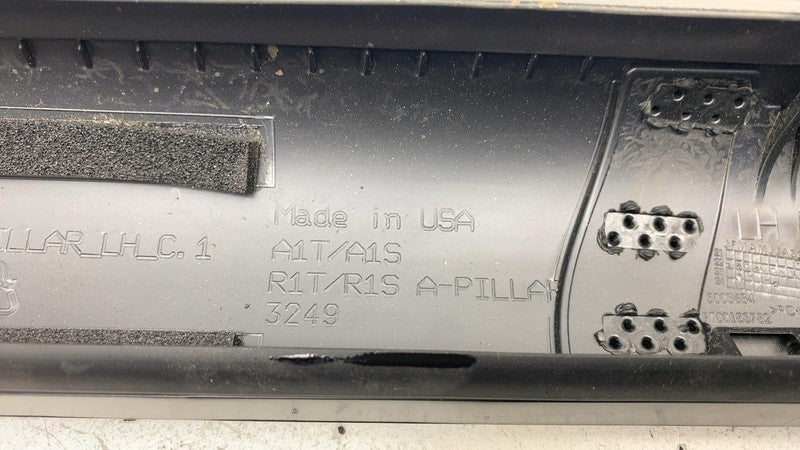 Made in USA
ILLAR_LH_C.1
A1T/A1S
R1T/R1S A-PILLAR
3249
LH